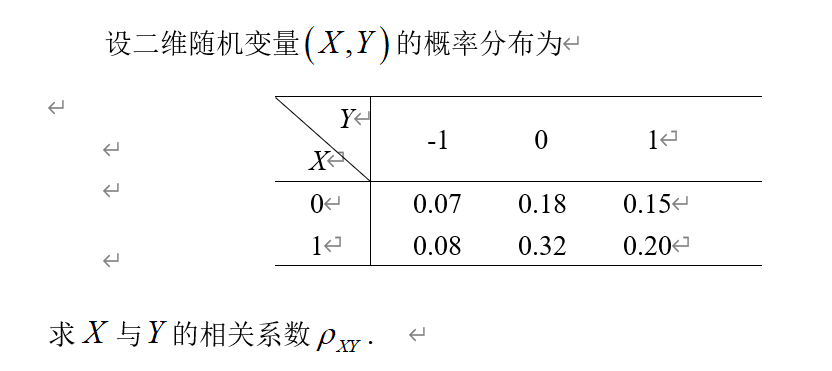 设二维随机变量(X,Y)的概率分布为↵
↵
Y↵ -1 0 1↵
↵
X↵
↵
0↵ 0.07 0.18 0.15↵
1↵ 0.08 0.32 0.20↵
↵
求X与Y的相关系数ρ_XY. ↵